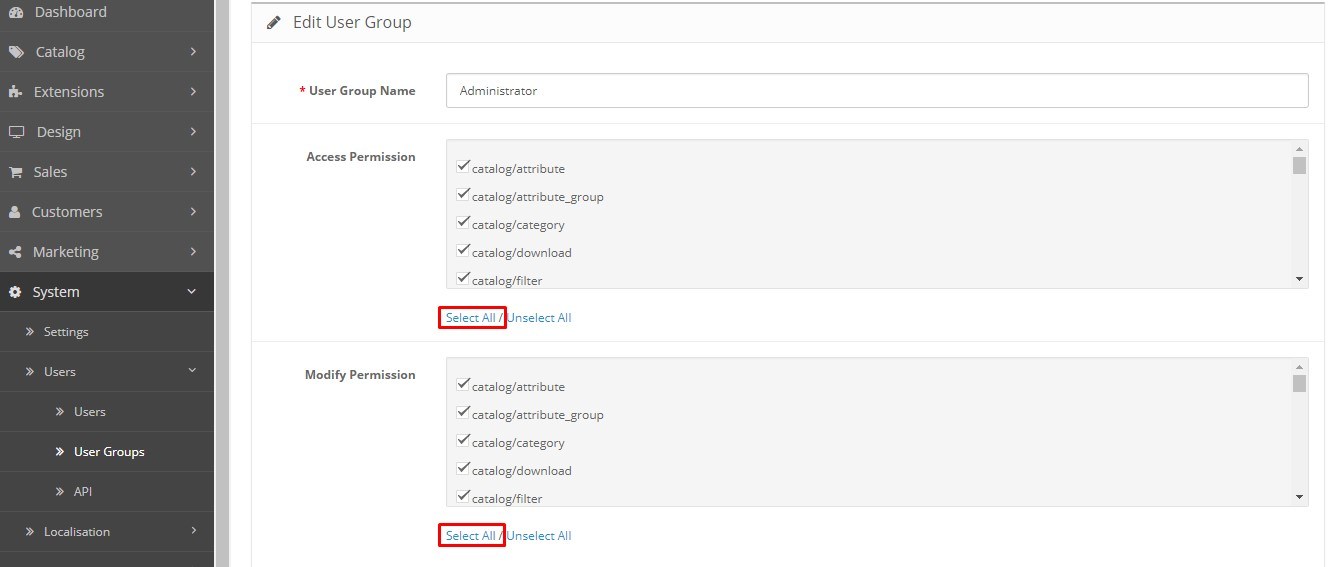 Dashboard
Catalog
Extensions
Design
Sales
Customers
Marketing
System
Settings
Users
Users
User Groups
API
Localisation
Edit User Group
* User Group Name
Administrator
Access Permission
catalog/attribute
catalog/attribute_group
catalog/category
catalog/download
catalog/filter
Select All / Unselect All
Modify Permission
catalog/attribute
catalog/attribute_group
catalog/category
catalog/download
catalog/filter
Select All / Unselect All